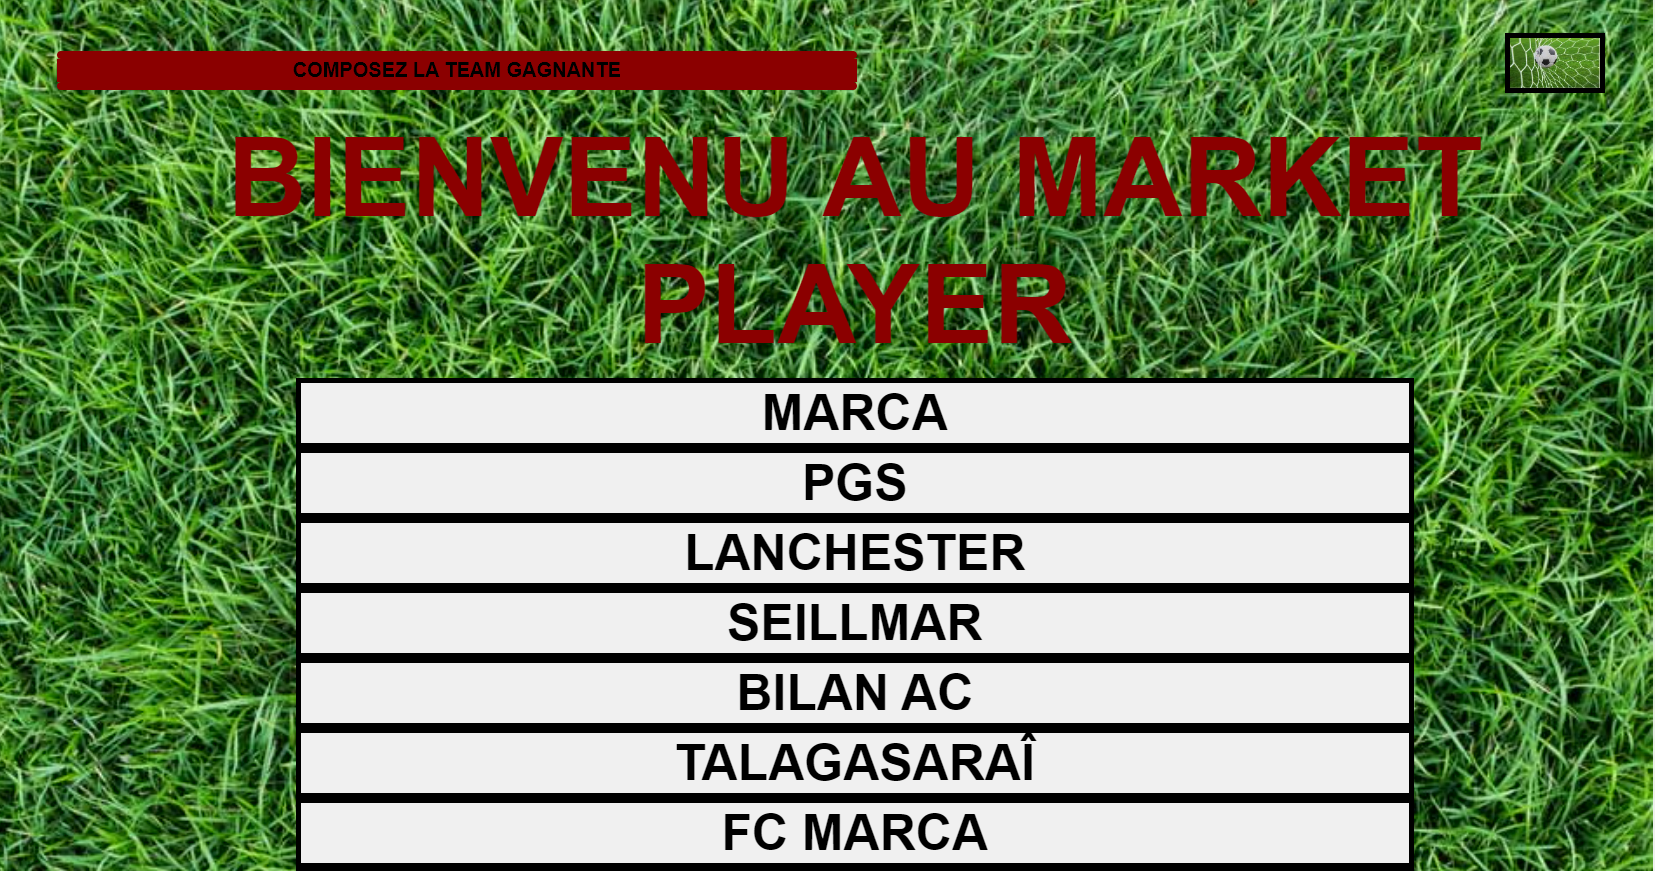 COMPOSEZ LA TEAM GAGNANTE
BIENVENU AU MARKET
PLAYER
MARCA
PGS
LANCHESTER
SEILLMAR
BILAN AC
TALAGASARAÎ
FC MARCA